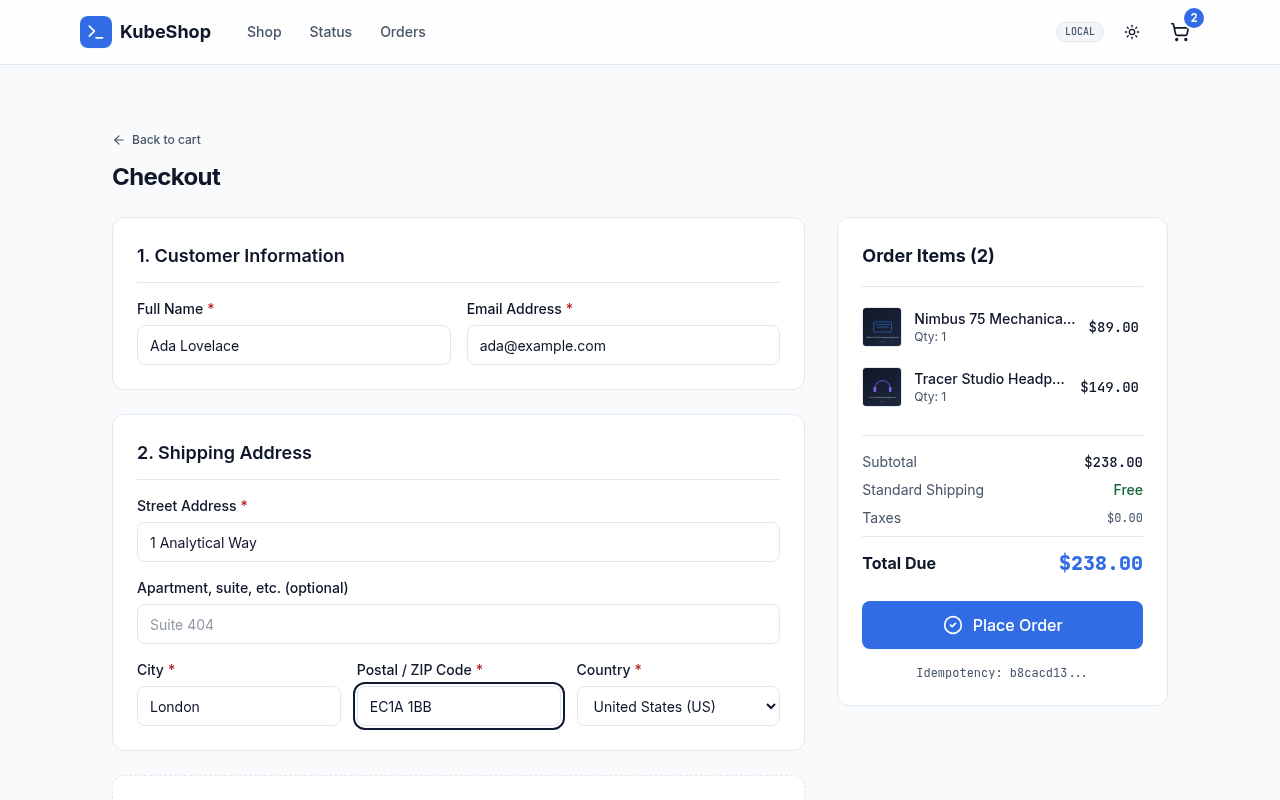 KubeShop
Shop
Status
Orders
LOCAL
2
Back to cart
Checkout
1. Customer Information
Full Name *
Email Address *
Ada Lovelace
ada@example.com
2. Shipping Address
Street Address *
1 Analytical Way
Apartment, suite, etc. (optional)
Suite 404
City *
Postal / ZIP Code *
Country *
London
EC1A 1BB
United States (US)
Order Items (2)
Nimbus 75 Mechanica...
$89.00
Qty: 1
Tracer Studio Headp...
$149.00
Qty: 1
Subtotal
$238.00
Standard Shipping
Free
Taxes
$0.00
Total Due
$238.00
Place Order
Idempotency: b8cacd13...